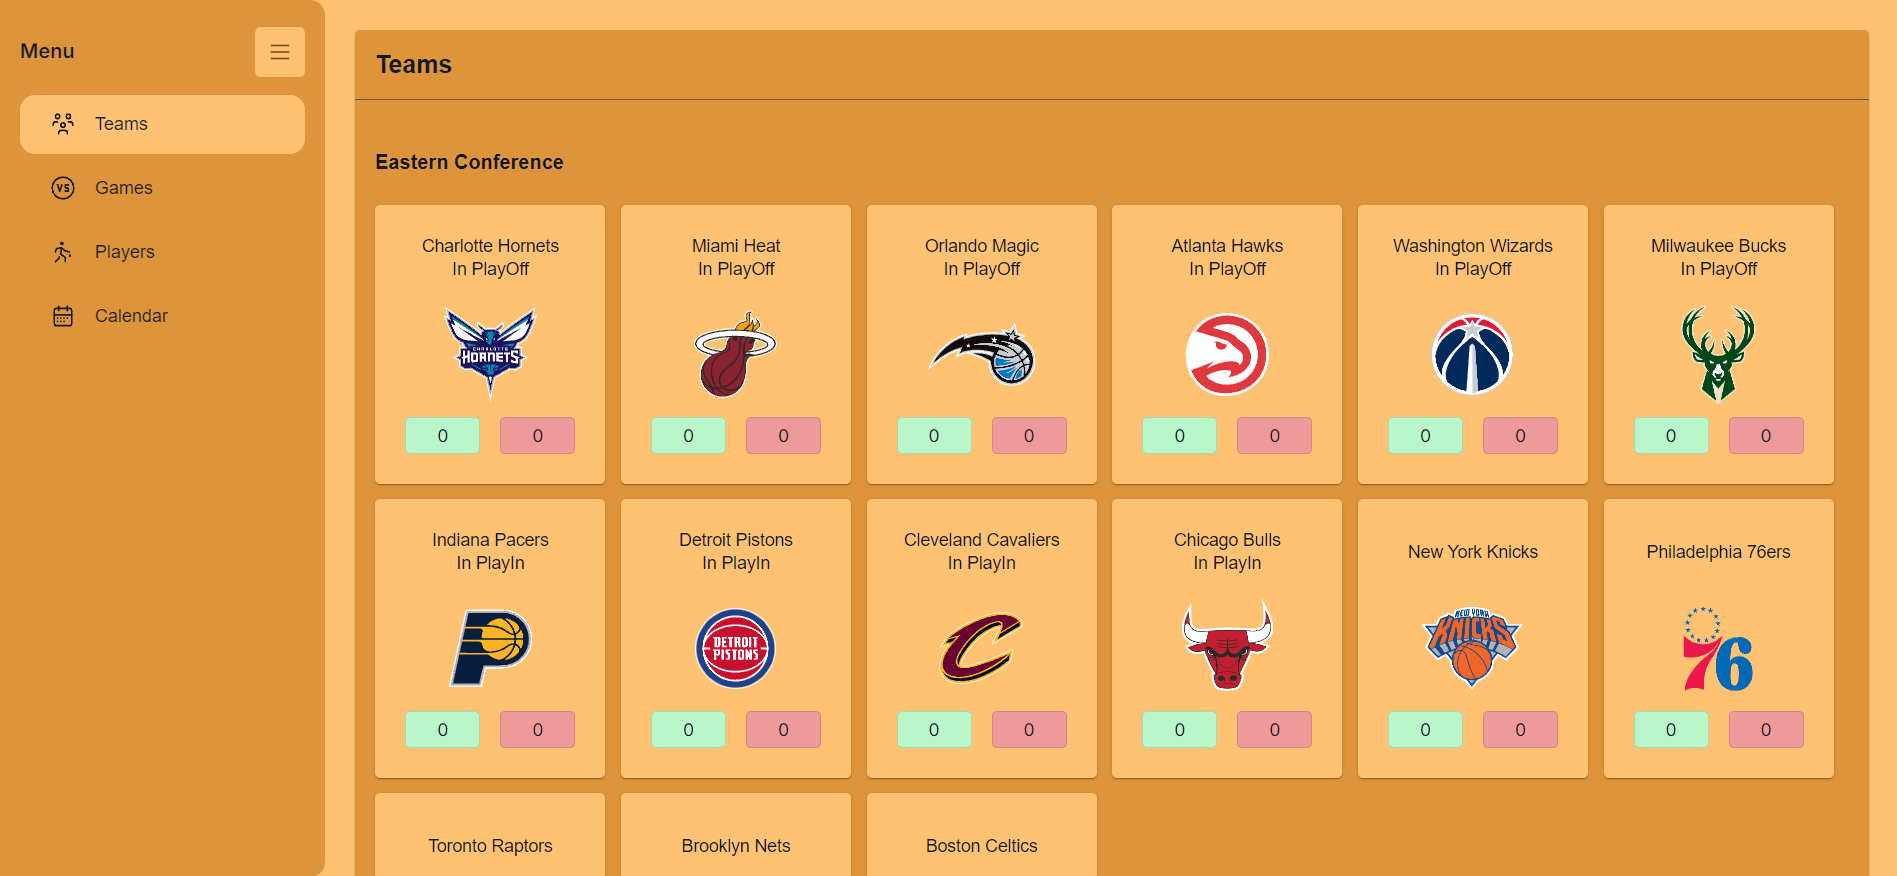 Menu
Teams
VS Games
Players
Calendar
Teams
Eastern Conference
Charlotte Hornets
In PlayOff
CHARLOTTE
HORNETS
0 0
Miami Heat
In PlayOff
0 0
Orlando Magic
In PlayOff
0 0
Atlanta Hawks
In PlayOff
0 0
Washington Wizards
In PlayOff
0 0
Milwaukee Bucks
In PlayOff
0 0
Indiana Pacers
In PlayIn
0 0
Detroit Pistons
In PlayIn
DETROIT
PISTONS
0 0
Cleveland Cavaliers
In PlayIn
C
0 0
Chicago Bulls
In PlayIn
0 0
New York Knicks
NEW YORK
KNICKS
0 0
Philadelphia 76ers
76
0 0
Toronto Raptors
Brooklyn Nets
Boston Celtics